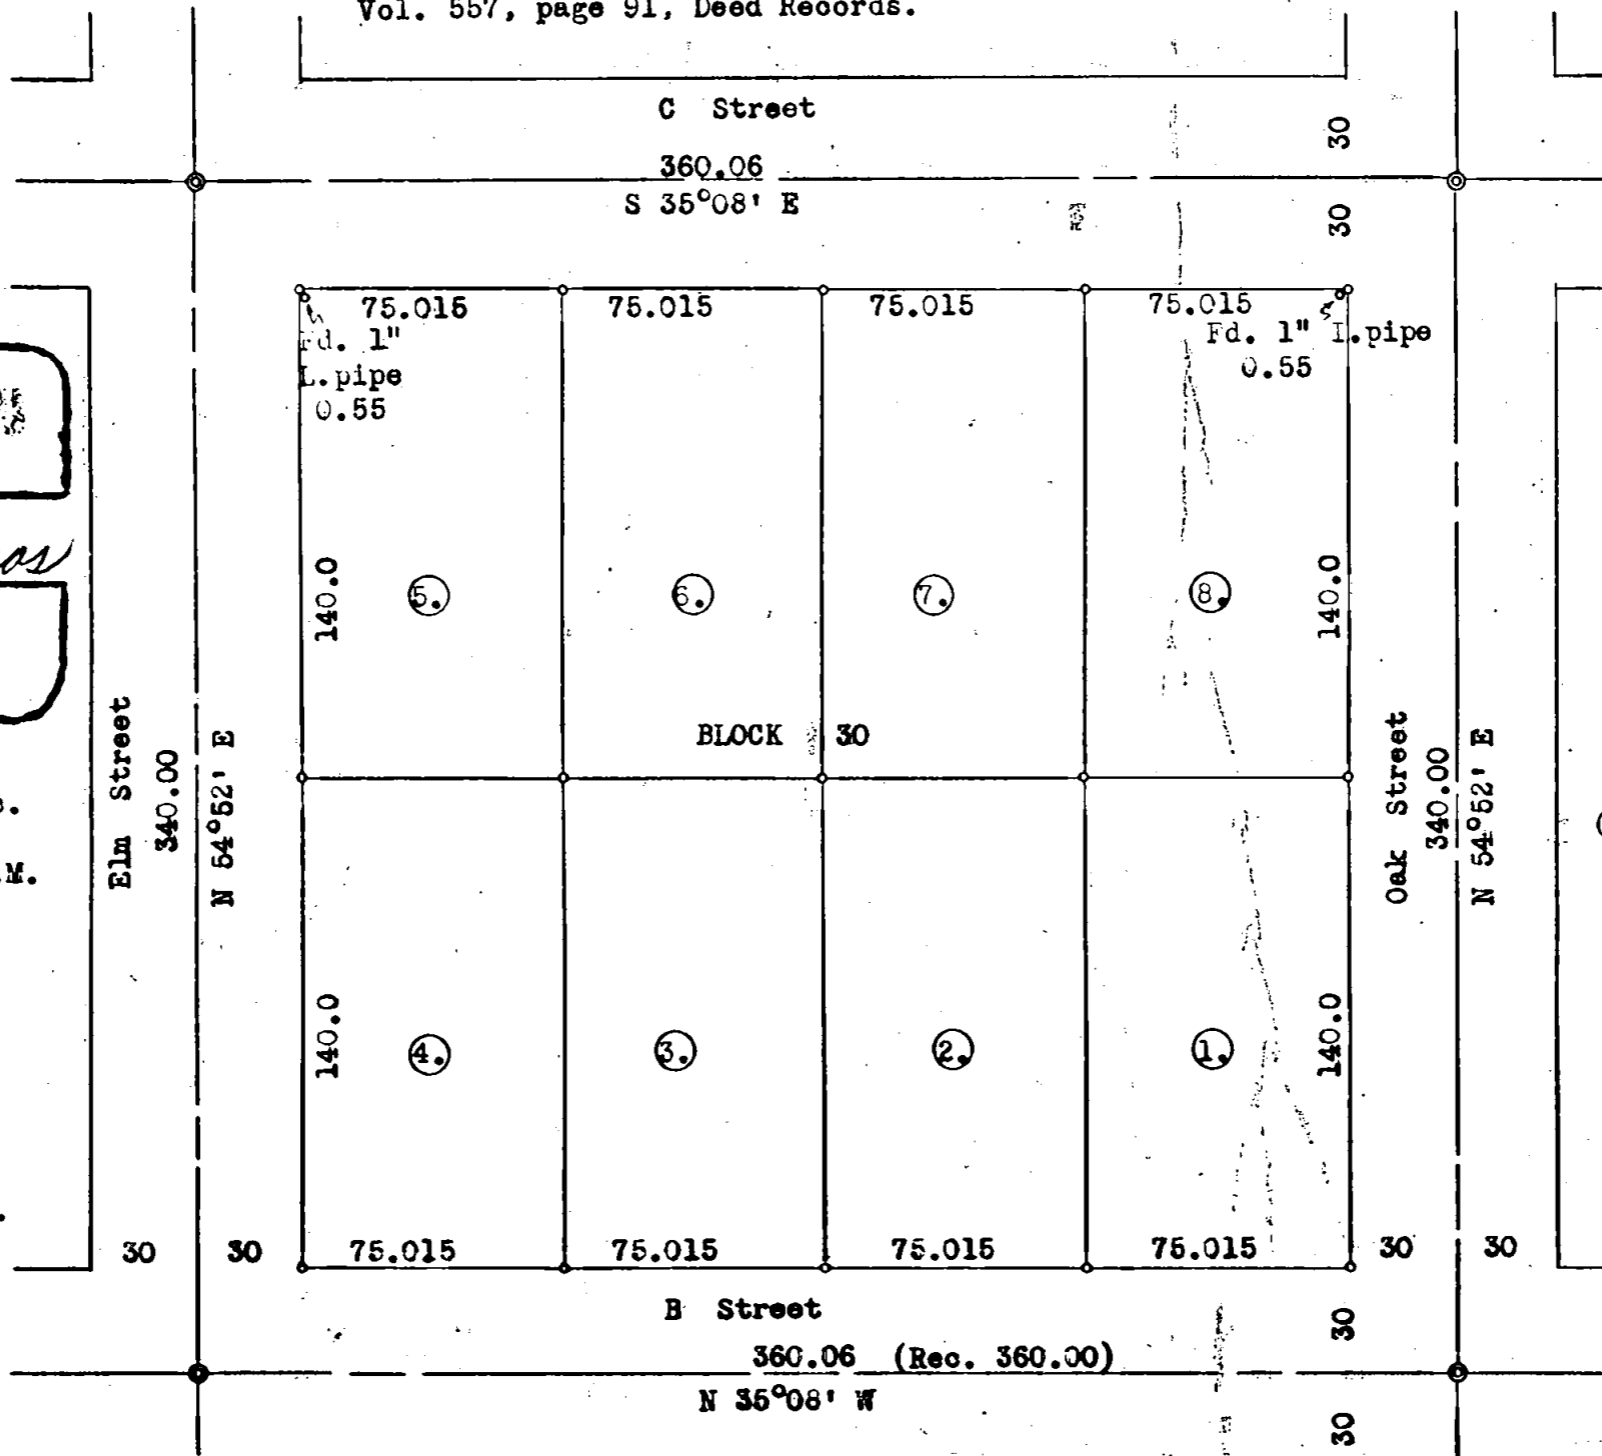 Vol. 557, page 91, Deed Records.
C Street
30
360.06
S 35°08' E
30
75.015 75.015 75.015 75.015
Fd. 1"
I.pipe
0.55
Fd. 1" I.pipe
0.55
os
140.0
5. 6. 7. 8.
140.0
BLOCK 30
Elm Street
340.00
N 54°52' E
Oak Street
340.00
N 54°52' E
.M.
140.0
4. 3. 2. 1.
140.0
30 30 75.015 75.015 75.015 75.015 30 30
B Street
30
360.06 (Rec. 360.00)
N 35°08' W
30